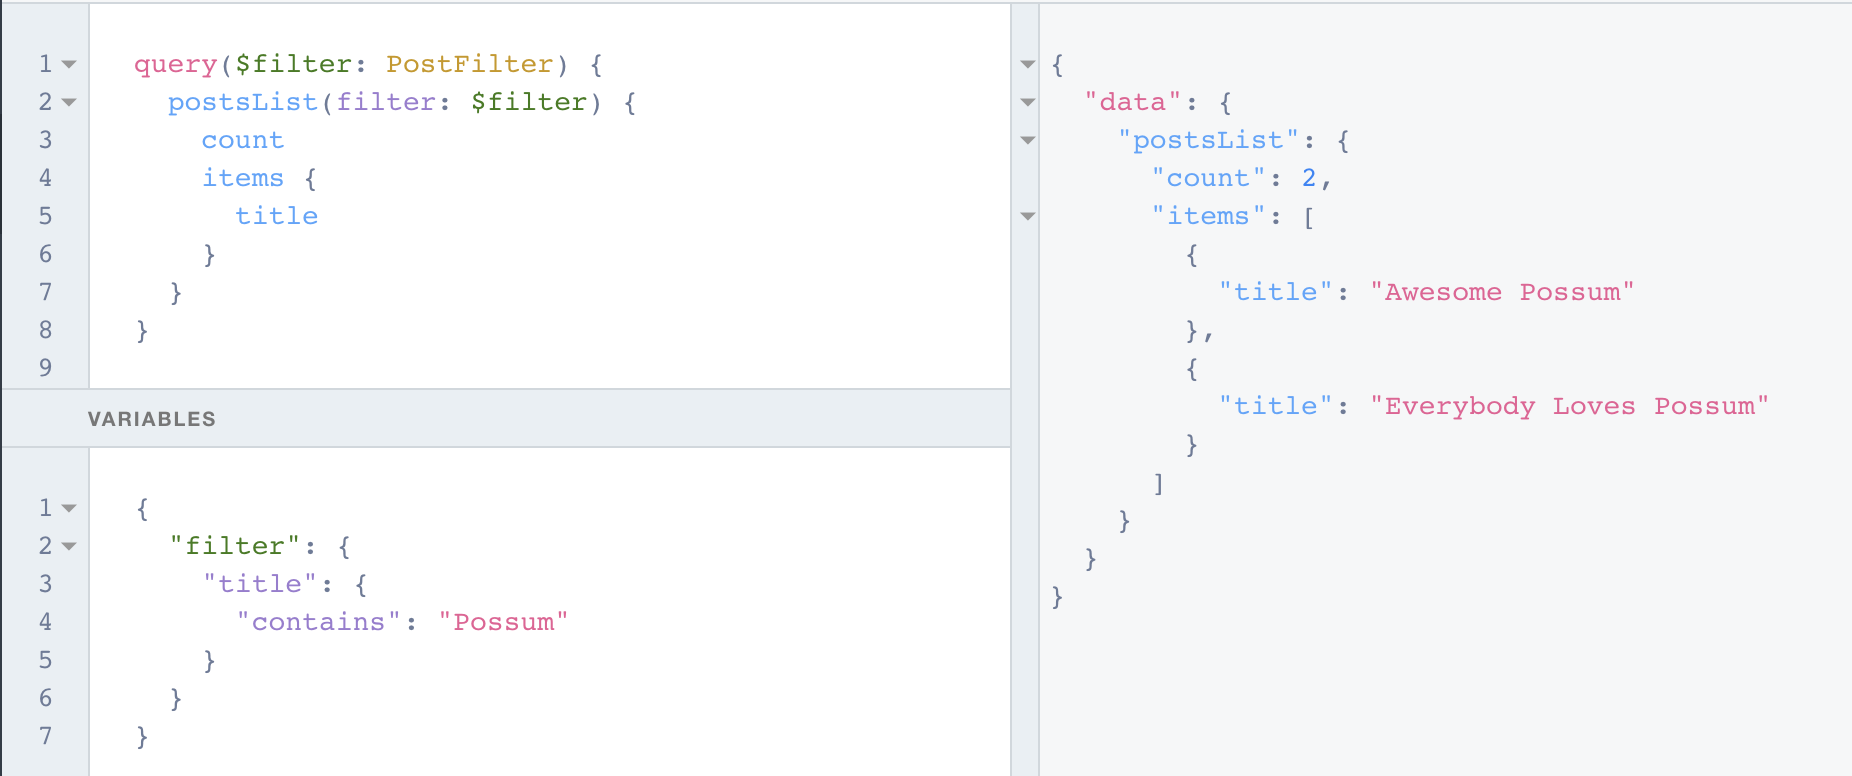 1 query($filter: PostFilter) {
2   postsList(filter: $filter) {
3     count
4     items {
5       title
6     }
7   }
8 }
9
VARIABLES
1 {
2   "filter": {
3     "title": {
4       "contains": "Possum"
5     }
6   }
7 }
{
  "data": {
    "postsList": {
      "count": 2,
      "items": [
        {
          "title": "Awesome Possum"
        },
        {
          "title": "Everybody Loves Possum"
        }
      ]
    }
  }
}